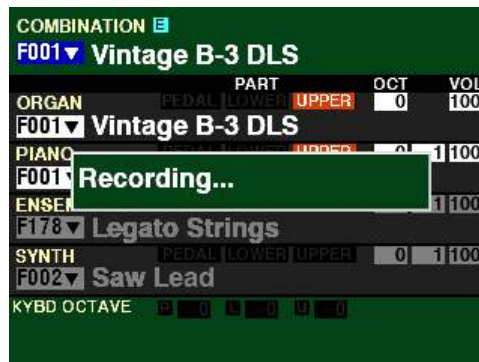 COMBINATION E
F001▼ Vintage B-3 DLS
PART OCT VOL
ORGAN PEDAL LOWER UPPER 0 100
F001▼ Vintage B-3 DLS
PIANO UPPER 0 1 100
F001
Recording...
1 100
F178▼ Legato Strings
SYNTH PEDAL LOWER UPPER 0 1 100
F002▼ Saw Lead
KYBD OCTAVE P 0 L 0 U 0